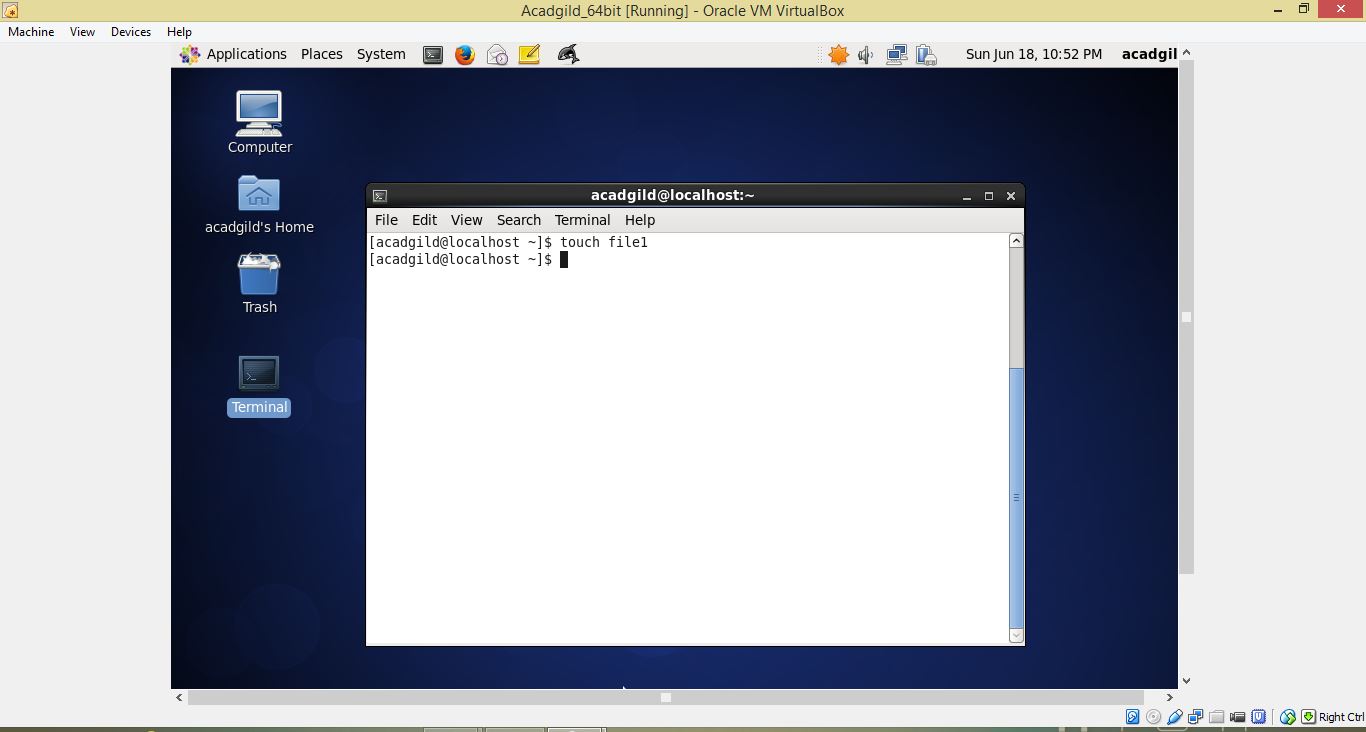 Acadgild_64bit [Running] - Oracle VM VirtualBox
Machine View Devices Help
Applications Places System Sun Jun 18, 10:52 PM acadgil
Computer
acadgild's Home
Trash
Terminal
acadgild@localhost:~
File Edit View Search Terminal Help
[acadgild@localhost ~]$ touch file1
[acadgild@localhost ~]$
Right Ctrl